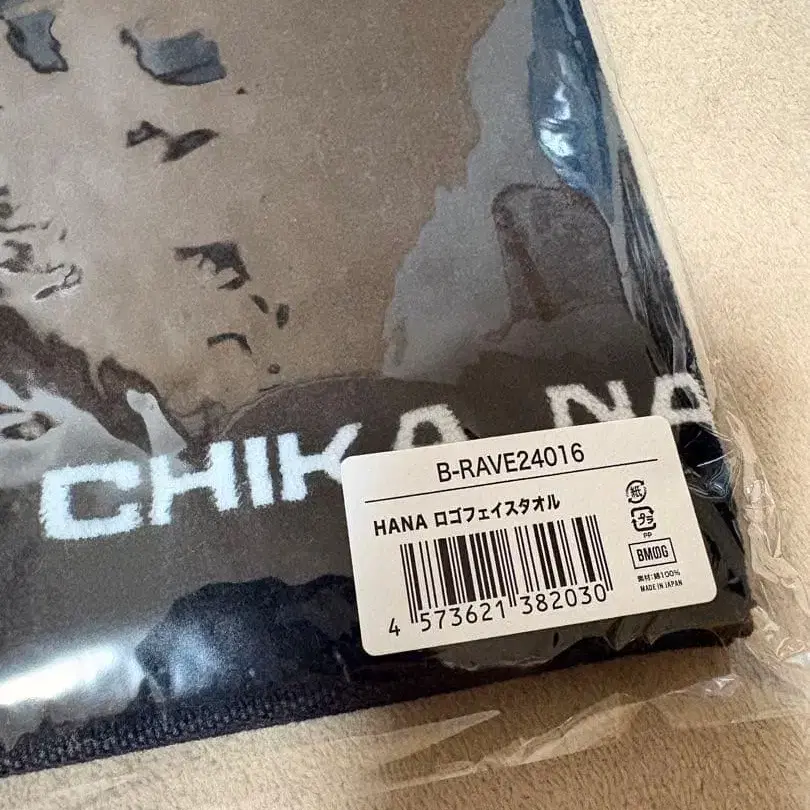 CHIKA NA
B-RAVE24016
HANA ロゴフェイスタオル
4 573621 382030
紙
プラ
PP
BMSG
素材:綿100%
MADE IN JAPAN